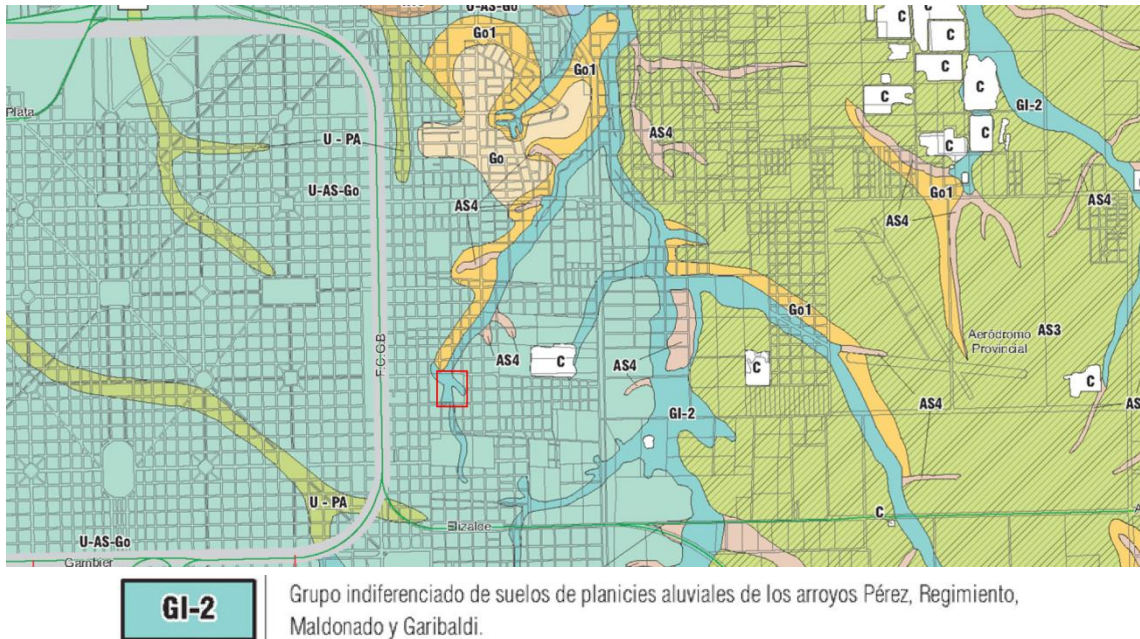 U-AS-Go
Go1
Go1
C
C
C
C
C
GI-2
Plata
U - PA
AS4
Go
U-AS-Go
AS4
Go1
AS4
AS4
AS4
Go1
Aeródromo
Provincial
AS3
F.C.G.B
AS4
C
AS4
C
C
AS4
GI-2
U - PA
Elizalde
C
U-AS-Go
Gambier
GI-2
Grupo indiferenciado de suelos de planicies aluviales de los arroyos Pérez, Regimiento,
Maldonado y Garibaldi.